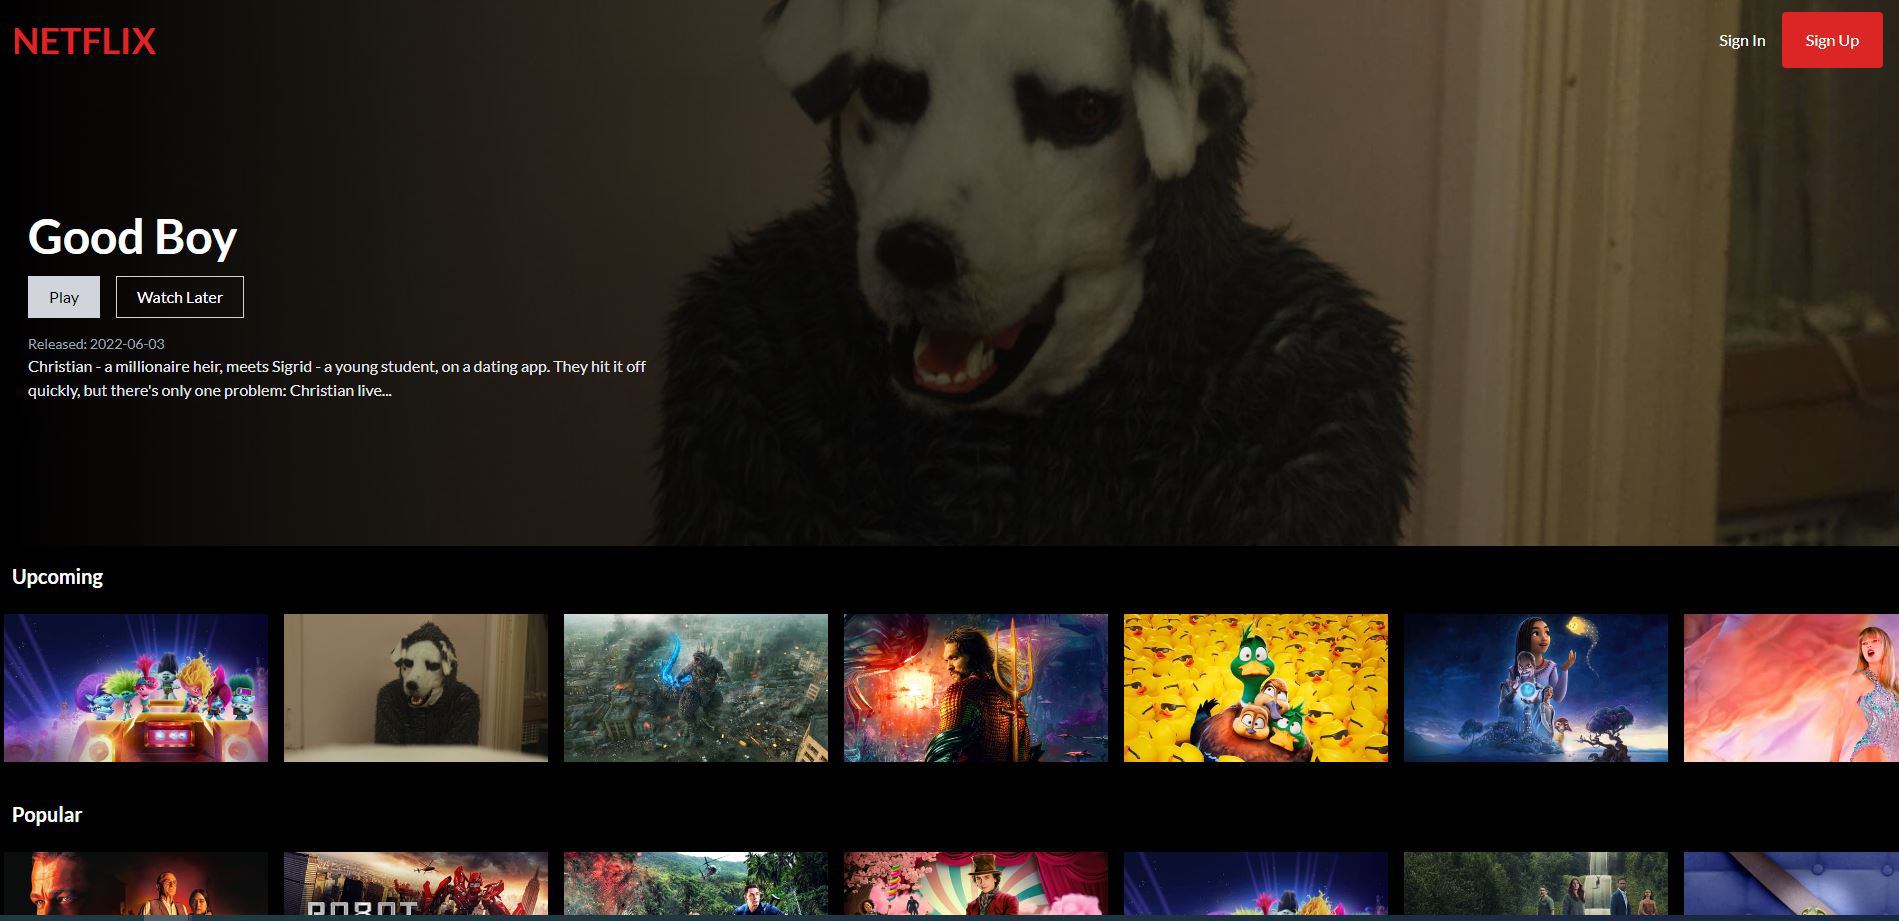 NETFLIX
Sign In
Sign Up
Good Boy
Play
Watch Later
Released: 2022-06-03
Christian - a millionaire heir, meets Sigrid - a young student, on a dating app. They hit it off
quickly, but there's only one problem: Christian live...
Upcoming
Popular
ROBOT